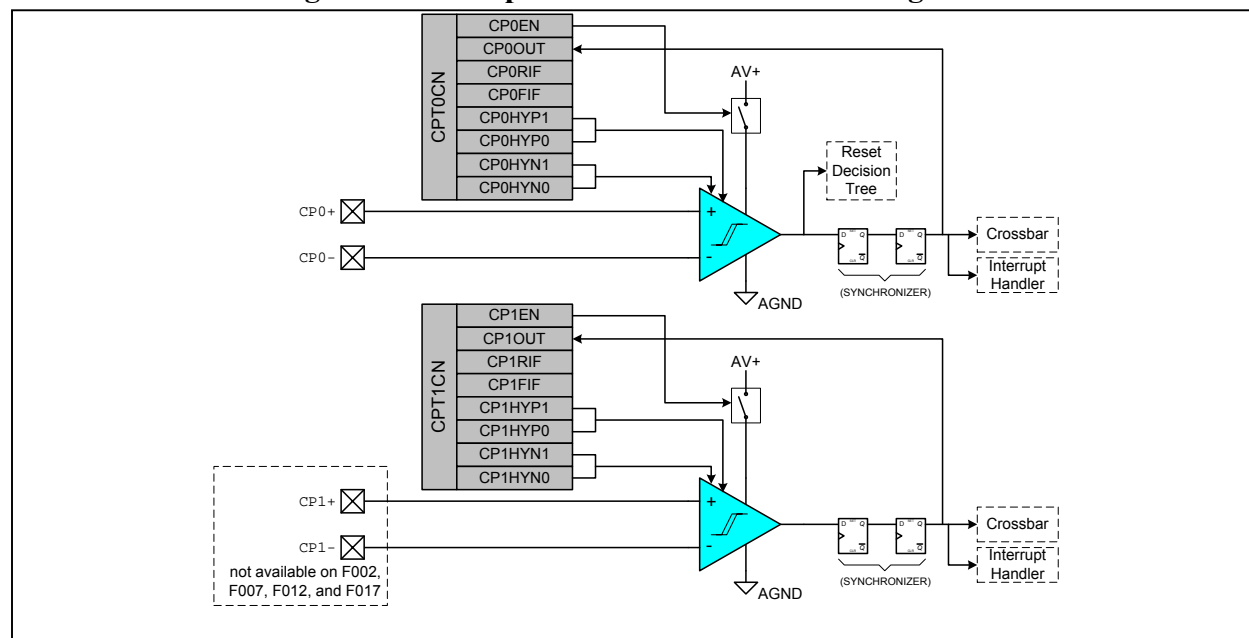 CP0EN
CP0OUT
CP0RIF
CP0FIF
CP0HYP1
CP0HYP0
CP0HYN1
CP0HYN0
CPT0CN
AV+
Reset
Decision
Tree
CP0+
+
CP0-
-
D
Q
Q
D
Q
Q
Crossbar
Interrupt
Handler
(SYNCHRONIZER)
AGND
CP1EN
CP1OUT
CP1RIF
CP1FIF
CP1HYP1
CP1HYP0
CP1HYN1
CP1HYN0
CPT1CN
AV+
CP1+
+
CP1-
-
not available on F002,
F007, F012, and F017
D
Q
Q
D
Q
Q
Crossbar
Interrupt
Handler
(SYNCHRONIZER)
AGND